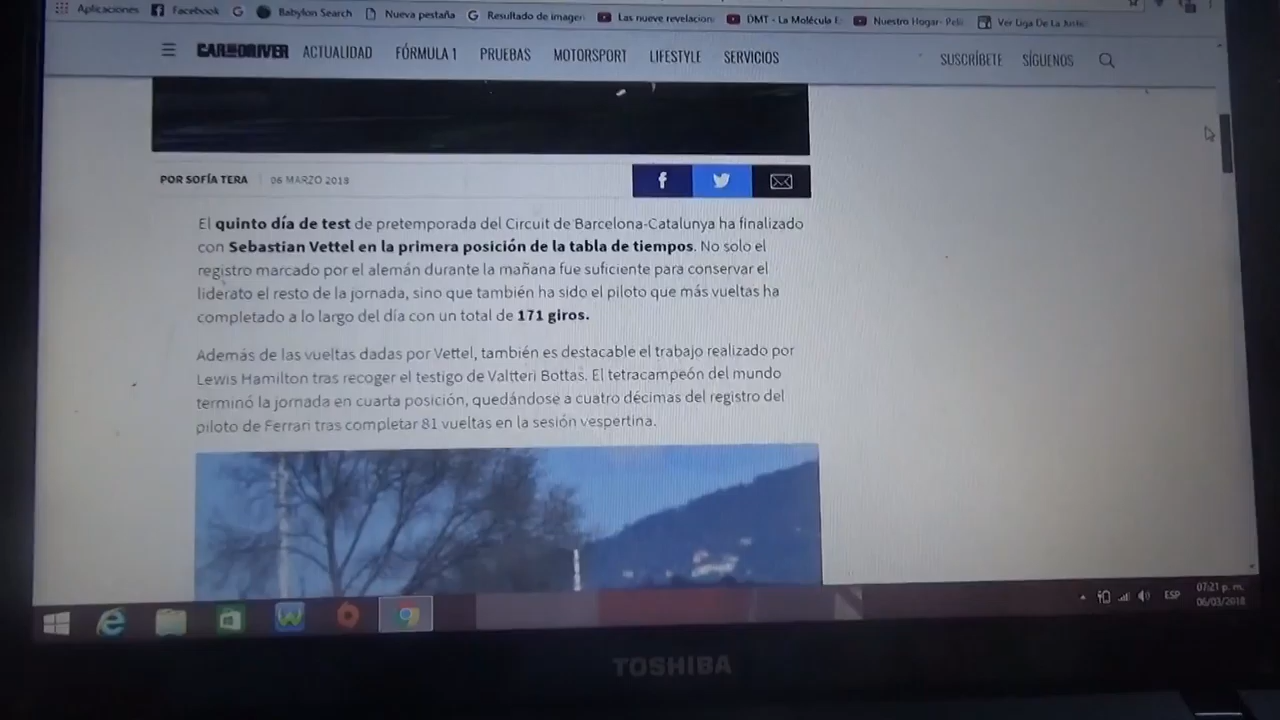 Aplicaciones Facebook Babylon Search Nueva pestaña Resultado de imagen Las nueve revelacion DMT - La Molécula Nuestro Hogar- Ver Liga De La
CAR AND DRIVER ACTUALIDAD FÓRMULA 1 PRUEBAS MOTORSPORT LIFESTYLE SERVICIOS SUSCRÍBETE SÍGUENOS
POR SOFÍA TERA 06 MARZO 2018
El quinto día de test de pretemporada del Circuit de Barcelona-Catalunya ha finalizado
con Sebastian Vettel en la primera posición de la tabla de tiempos. No solo el
registro marcado por el alemán durante la mañana fue suficiente para conservar el
liderato el resto de la jornada, sino que también ha sido el piloto que más vueltas ha
completado a lo largo del día con un total de 171 giros.
Además de las vueltas dadas por Vettel, también es destacable el trabajo realizado por
Lewis Hamilton tras recoger el testigo de Valtteri Bottas. El tetracampeón del mundo
terminó la jornada en cuarta posición, quedándose a cuatro décimas del registro del
piloto de Ferrari tras completar 81 vueltas en la sesión vespertina.
ESP
07:21 p. m.
06/03/2018
TOSHIBA